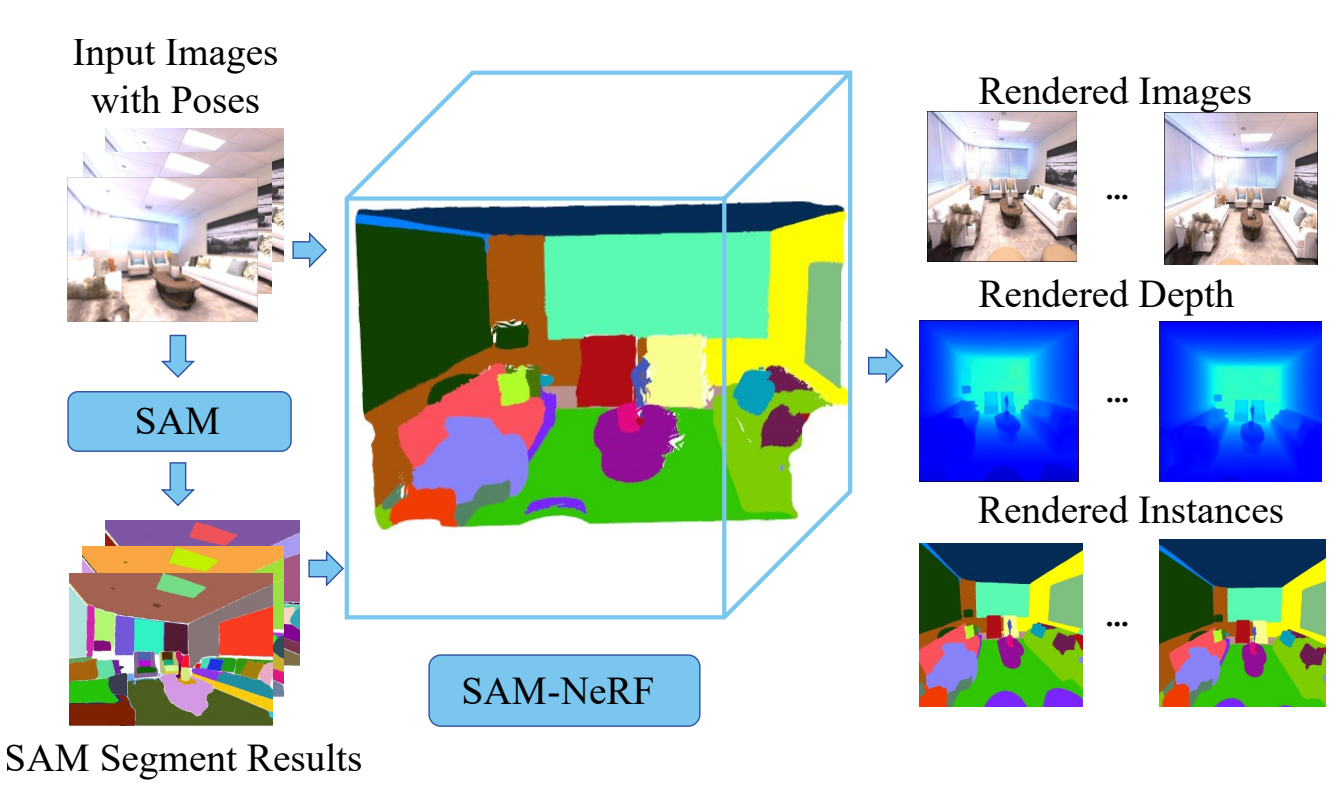 Input Images
with Poses
SAM
SAM Segment Results
SAM-NeRF
Rendered Images
...
Rendered Depth
...
Rendered Instances
...